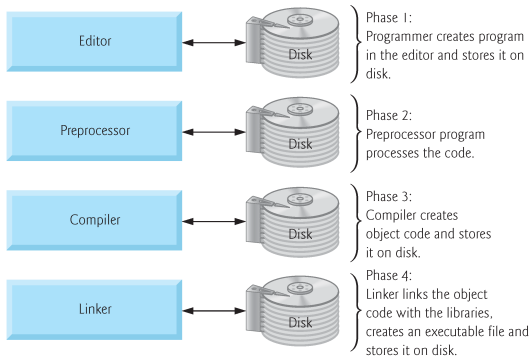 Editor
Disk
Phase 1:
Programmer creates program
in the editor and stores it on
disk.
Preprocessor
Disk
Phase 2:
Preprocessor program
processes the code.
Compiler
Disk
Phase 3:
Compiler creates
object code and stores
it on disk.
Linker
Disk
Phase 4:
Linker links the object
code with the libraries,
creates an executable file and
stores it on disk.